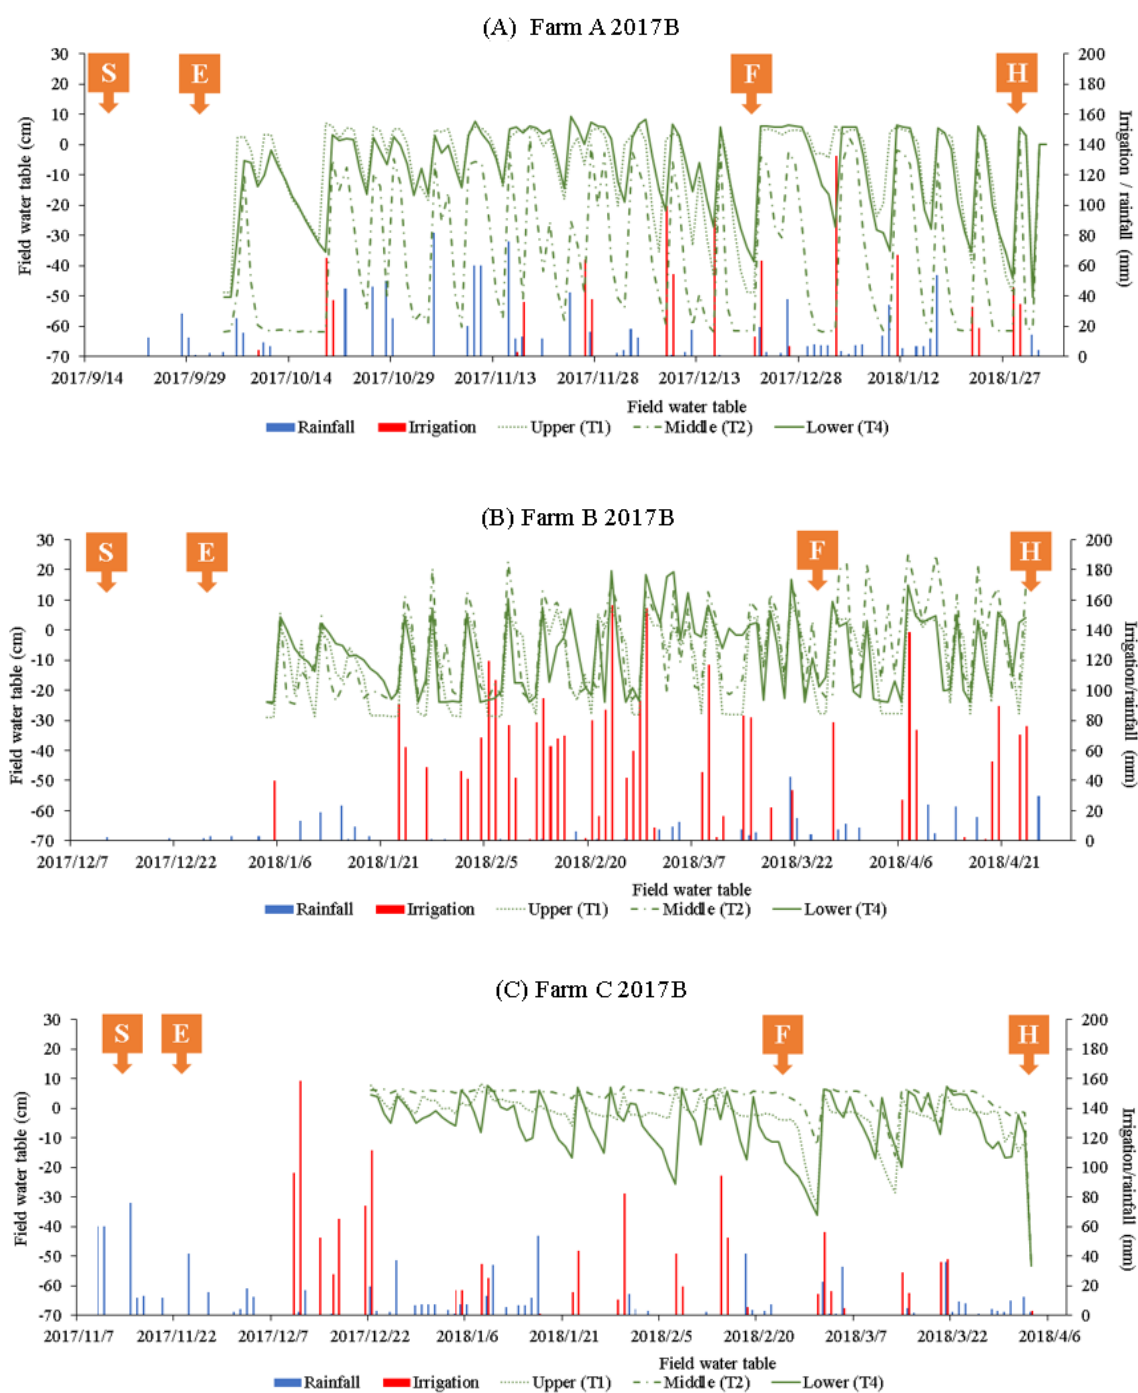 (A) Farm A 2017B
S E F H
Field water table (cm)
30 20 10 0 -10 -20 -30 -40 -50 -60 -70
200 180 160 140 120 100 80 60 40 20 0
Irrigation / rainfall (mm)
2017/9/14 2017/9/29 2017/10/14 2017/10/29 2017/11/13 2017/11/28 2017/12/13 2017/12/28 2018/1/12 2018/1/27
Field water table
Rainfall Irrigation Upper (T1) Middle (T2) Lower (T4)
(B) Farm B 2017B
S E F H
Field water table (cm)
30 20 10 0 -10 -20 -30 -40 -50 -60 -70
200 180 160 140 120 100 80 60 40 20 0
Irrigation/rainfall (mm)
2017/12/7 2017/12/22 2018/1/6 2018/1/21 2018/2/5 2018/2/20 2018/3/7 2018/3/22 2018/4/6 2018/4/21
Field water table
Rainfall Irrigation Upper (T1) Middle (T2) Lower (T4)
(C) Farm C 2017B
S E F H
Field water table (cm)
30 20 10 0 -10 -20 -30 -40 -50 -60 -70
200 180 160 140 120 100 80 60 40 20 0
Irrigation/rainfall (mm)
2017/11/7 2017/11/22 2017/12/7 2017/12/22 2018/1/6 2018/1/21 2018/2/5 2018/2/20 2018/3/7 2018/3/22 2018/4/6
Field water table
Rainfall Irrigation Upper (T1) Middle (T2) Lower (T4)